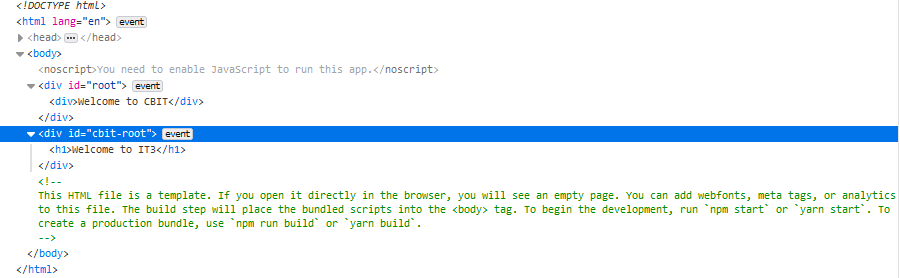 <!DOCTYPE html>
<html lang="en"> event
<head> ••• </head>
<body>
<noscript>You need to enable JavaScript to run this app.</noscript>
<div id="root"> event
<div>Welcome to CBIT</div>
</div>
<div id="cbit-root"> event
<h1>Welcome to IT3</h1>
</div>
<!--
This HTML file is a template. If you open it directly in the browser, you will see an empty page. You can add webfonts, meta tags, or analytics
to this file. The build step will place the bundled scripts into the <body> tag. To begin the development, run `npm start` or `yarn start`. To
create a production bundle, use `npm run build` or `yarn build`.
-->
</body>
</html>